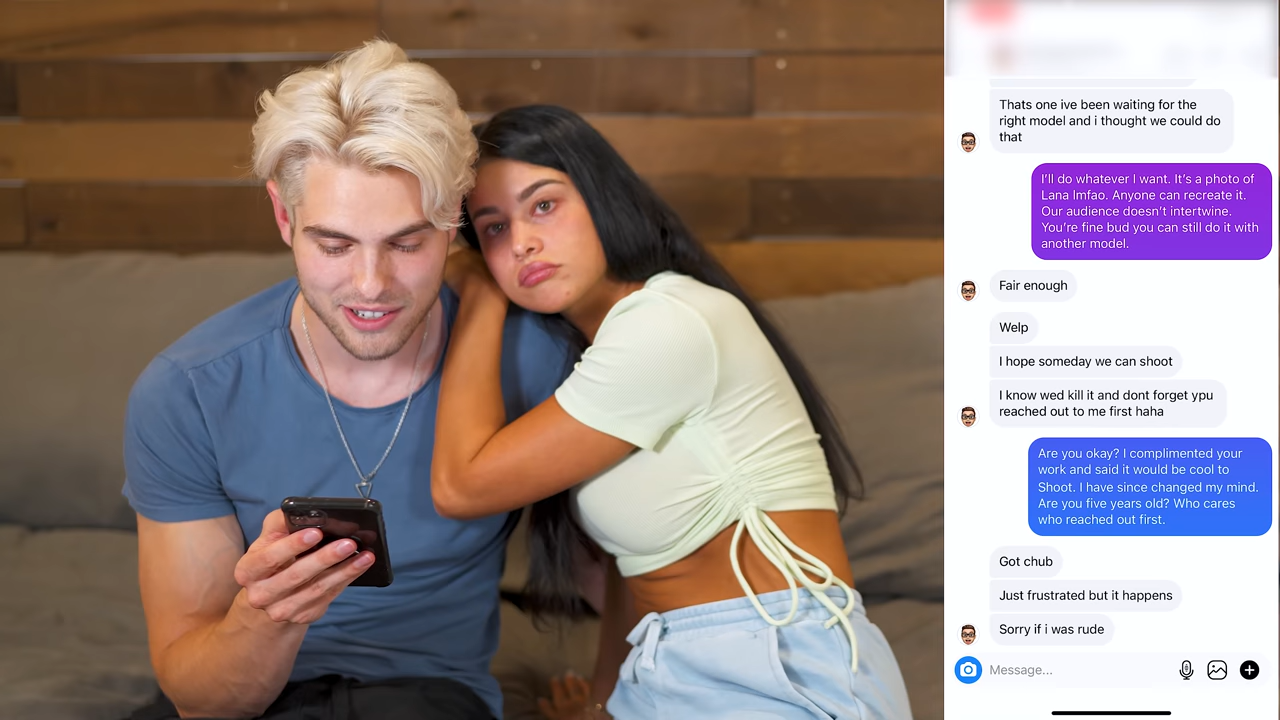 Thats one ive been waiting for the
right model and i thought we could do
that
I'll do whatever I want. It's a photo of
Lana lmfao. Anyone can recreate it.
Our audience doesn't intertwine.
You're fine bud you can still do it with
another model.
Fair enough
Welp
I hope someday we can shoot
I know wed kill it and dont forget ypu
reached out to me first haha
Are you okay? I complimented your
work and said it would be cool to
Shoot. I have since changed my mind.
Are you five years old? Who cares
who reached out first.
Got chub
Just frustrated but it happens
Sorry if i was rude
Message...